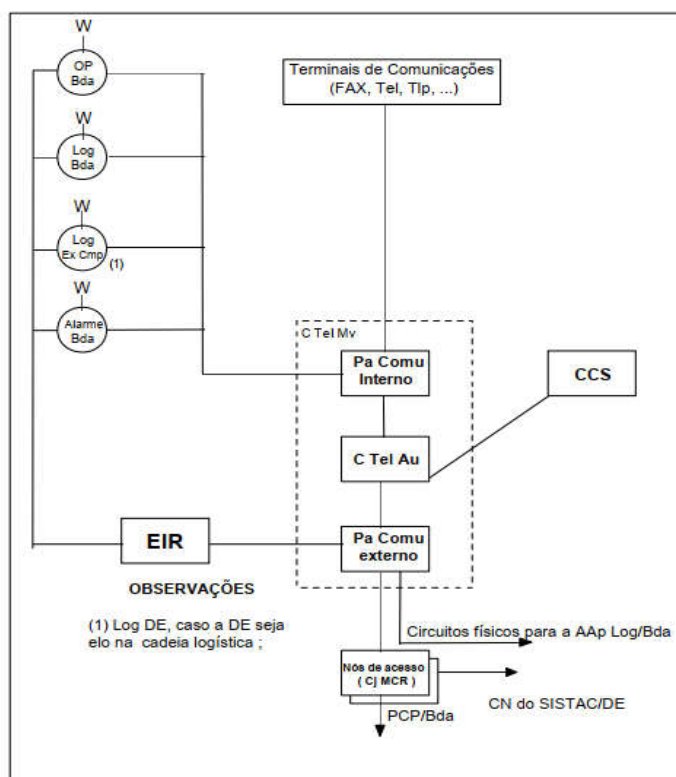 W
OP
Bda
W
Log
Bda
W
Log
Ex Cmp
(1)
W
Alarme
Bda
Terminais de Comunicações
(FAX, Tel, Tlp, ...)
C Tel Mv
Pa Comu
Interno
CCS
C Tel Au
EIR
Pa Comu
externo
OBSERVAÇÕES
(1) Log DE, caso a DE seja
elo na cadeia logística ;
Circuitos físicos para a AAp Log/Bda
Nós de acesso
( Cj MCR )
CN do SISTAC/DE
PCP/Bda